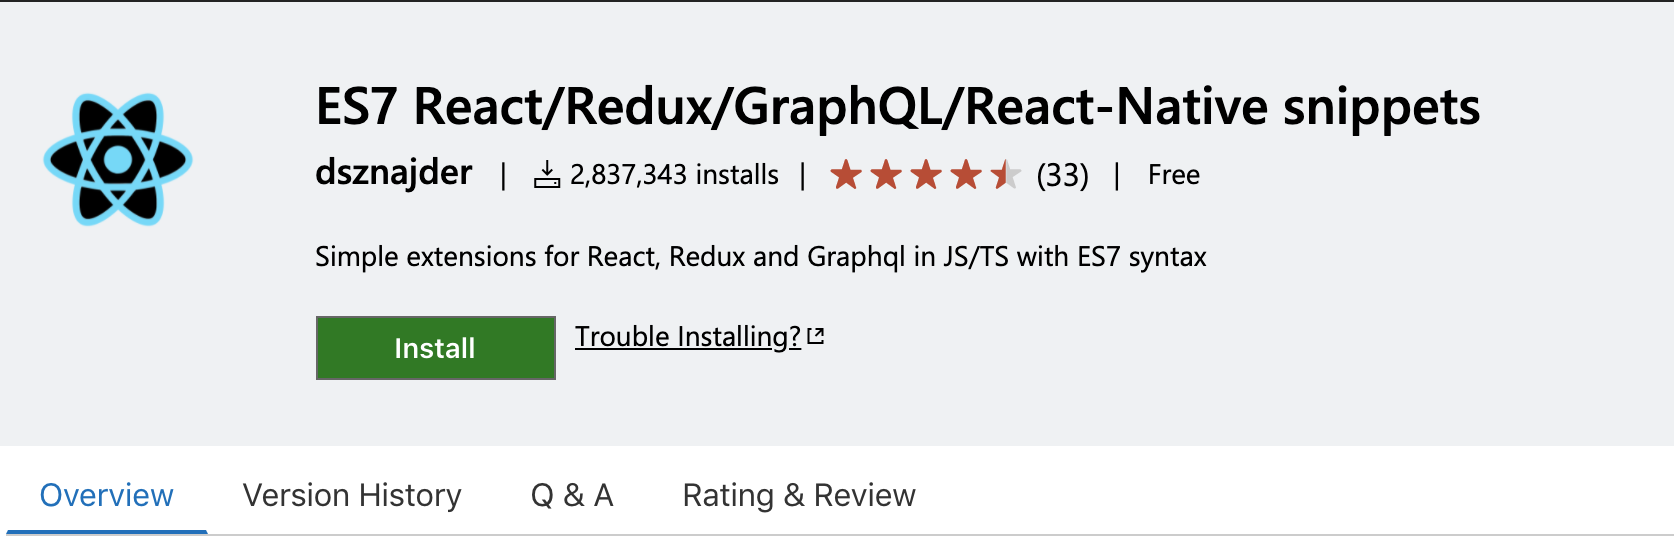 ES7 React/Redux/GraphQL/React-Native snippets
dsznajder | 2,837,343 installs | (33) | Free
Simple extensions for React, Redux and Graphql in JS/TS with ES7 syntax
Install Trouble Installing?
Overview Version History Q & A Rating & Review